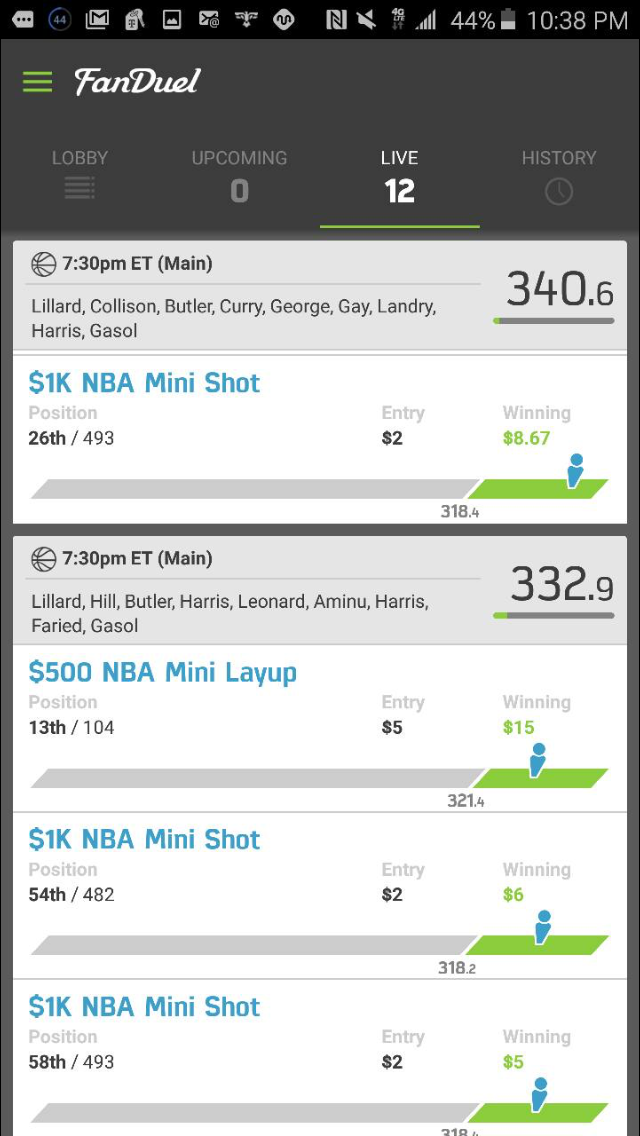 44 @ 4G LTE 44% 10:38 PM
FanDuel
LOBBY UPCOMING LIVE HISTORY
0 12
7:30pm ET (Main)
340.6
Lillard, Collison, Butler, Curry, George, Gay, Landry,
Harris, Gasol
$1K NBA Mini Shot
Position Entry Winning
26th / 493 $2 $8.67
318.4
7:30pm ET (Main)
332.9
Lillard, Hill, Butler, Harris, Leonard, Aminu, Harris,
Faried, Gasol
$500 NBA Mini Layup
Position Entry Winning
13th / 104 $5 $15
321.4
$1K NBA Mini Shot
Position Entry Winning
54th / 482 $2 $6
318.2
$1K NBA Mini Shot
Position Entry Winning
58th / 493 $2 $5
318.4